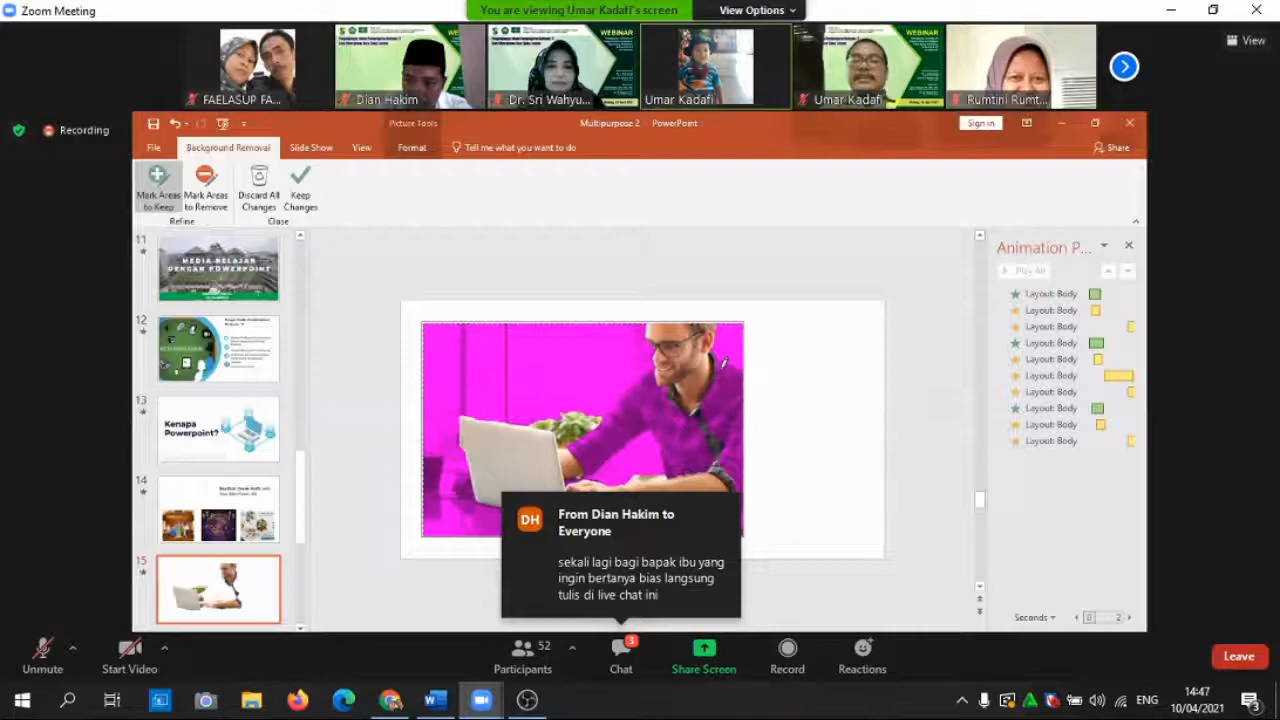 Zoom Meeting
You are viewing Umar Kadafi's screen
View Options
View
WEBINAR
WEBINAR
WEBINAR
FAELASUP FA...
Dian Hakim
Dr. Sri Wahyu...
Umar Kadafi
Umar Kadafi
Rumtini Rumt...
Recording
Picture Tools
Multipurpose 2 - PowerPoint
Sign in
File
Background Removal
Slide Show
View
Format
Tell me what you want to do
Share
Mark Areas to Keep
Mark Areas to Remove
Discard All Changes
Keep Changes
Refine
Close
11
MEDIA BELAJAR
DENGAN POWERPOINT
12
13
Kenapa
Powerpoint?
14
15
Animation P...
Play All
Layout: Body
Layout: Body
Layout: Body
Layout: Body
Layout: Body
Layout: Body
Layout: Body
Layout: Body
Layout: Body
Layout: Body
Seconds
0
2
DH
From Dian Hakim to
Everyone
sekali lagi bagi bapak ibu yang
ingin bertanya bias langsung
tulis di live chat ini
Unmute
Start Video
52
Participants
3
Chat
Share Screen
Record
Reactions
Leave
ENG
14:47
10/04/2021
3